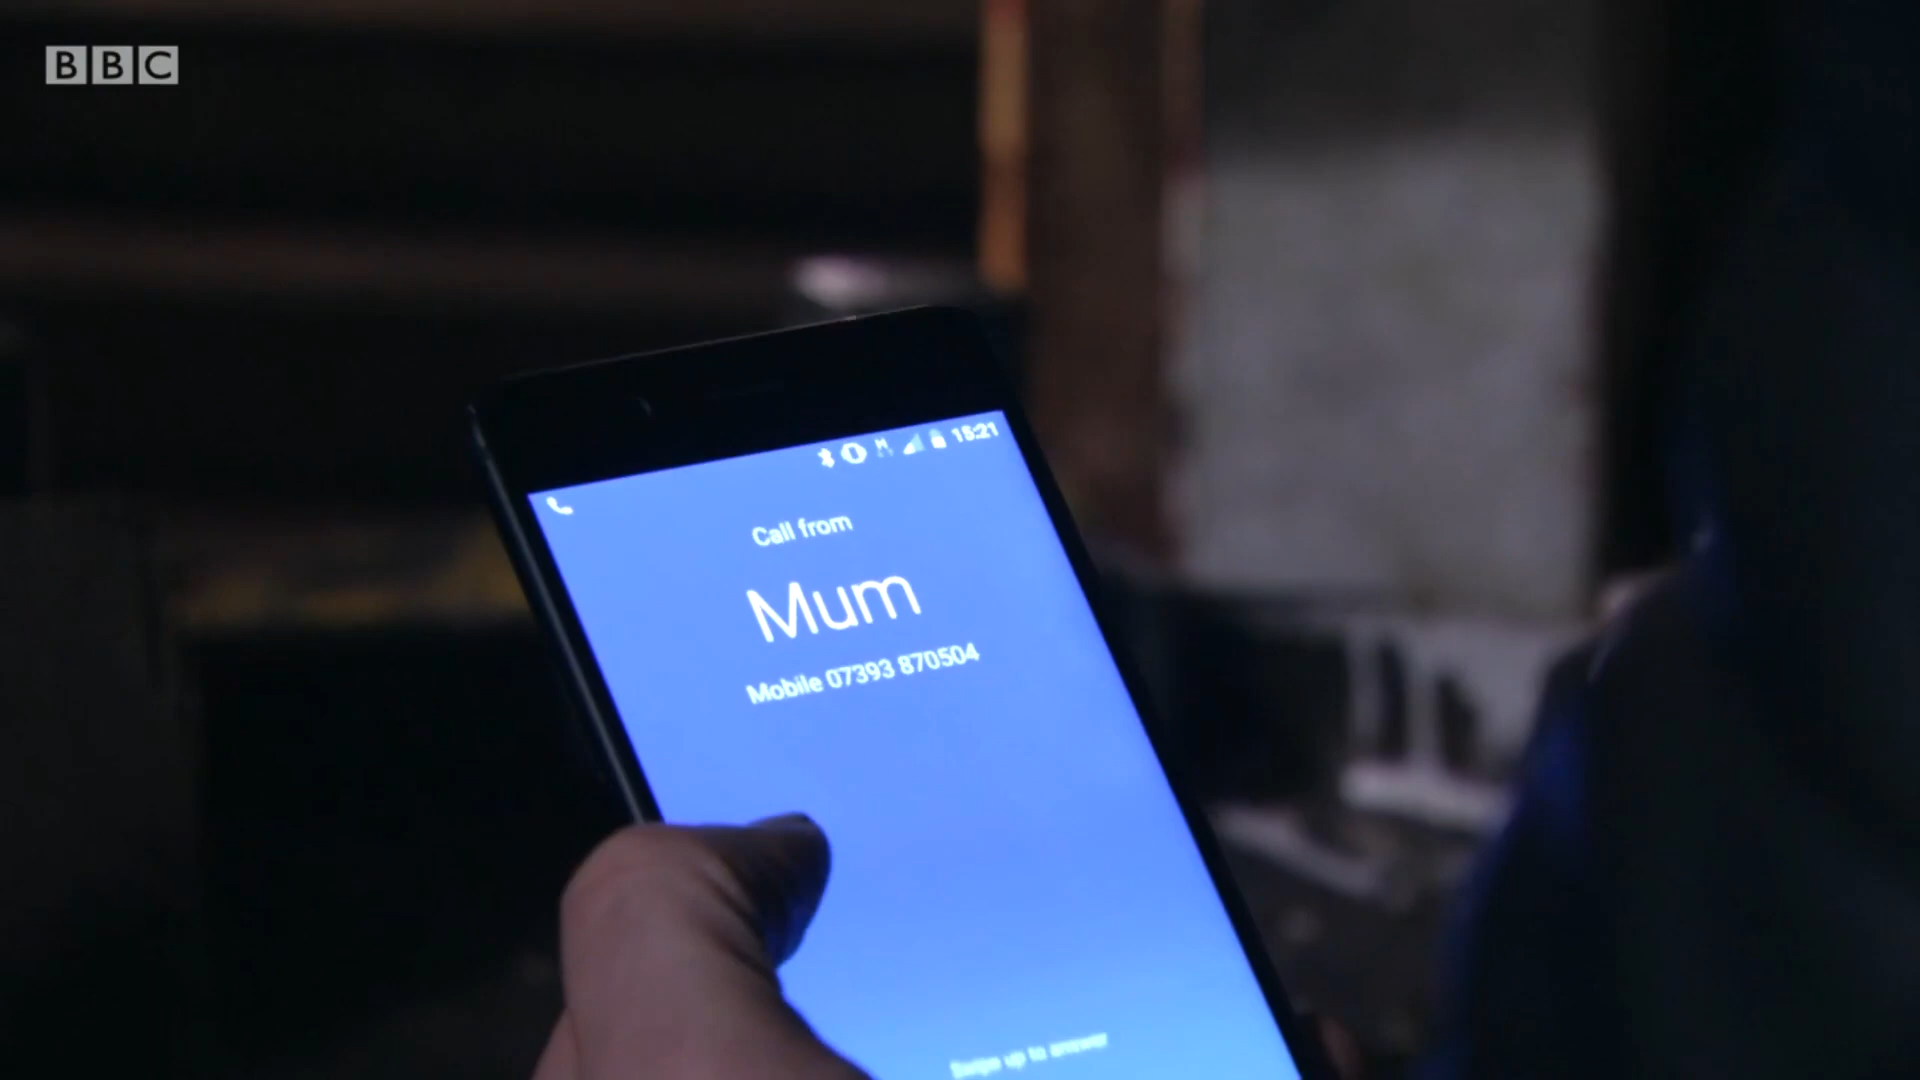 BBC
15:21
Call from
Mum
Mobile 07393 870504
Swipe up to answer